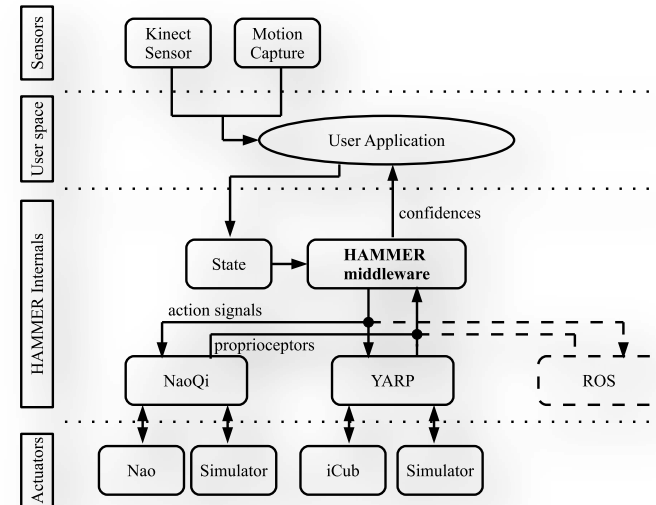 Sensors
Kinect
Sensor
Motion
Capture
User space
User Application
HAMMER Internals
confidences
State
HAMMER
middleware
action signals
proprioceptors
NaoQi
YARP
ROS
Actuators
Nao
Simulator
iCub
Simulator